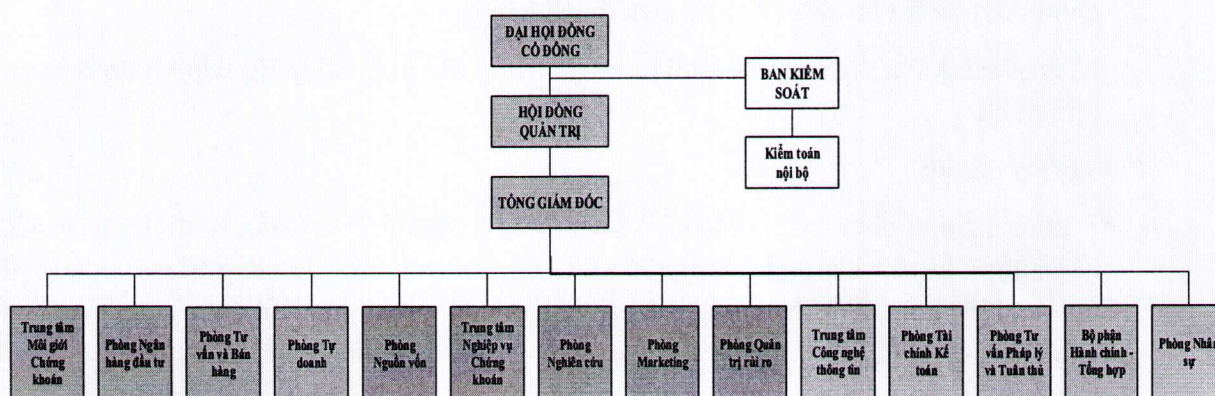 ĐẠI HỘI ĐỒNG
CỔ ĐÔNG
BAN KIỂM
SOÁT
HỘI ĐỒNG
QUẢN TRỊ
Kiểm toán
nội bộ
TỔNG GIÁM ĐỐC
Trung tâm
Môi giới
Chứng
khoán
Phòng Ngân
hàng đầu tư
Phòng Tư
vấn và Bán
hàng
Phòng Tự
doanh
Phòng
Nguồn vốn
Trung tâm
Nghiệp vụ
Chứng
khoán
Phòng
Nghiên cứu
Phòng
Marketing
Phòng Quản
trị rủi ro
Trung tâm
Công nghệ
thông tin
Phòng Tài
chính Kế
toán
Phòng Tư
vấn Pháp lý
và Tuân thủ
Bộ phận
Hành chính -
Tổng hợp
Phòng Nhân
sự